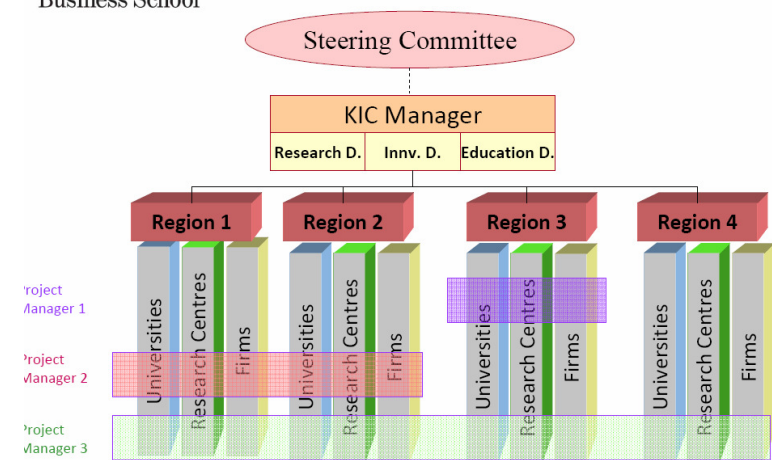 Business School
Steering Committee
KIC Manager
Research D. Innv. D. Education D.
Region 1 Region 2 Region 3 Region 4
Universities Research Centres Firms Universities Research Centres Firms Universities Research Centres Firms Universities Research Centres Firms
Project
Manager 1
Project
Manager 2
Project
Manager 3